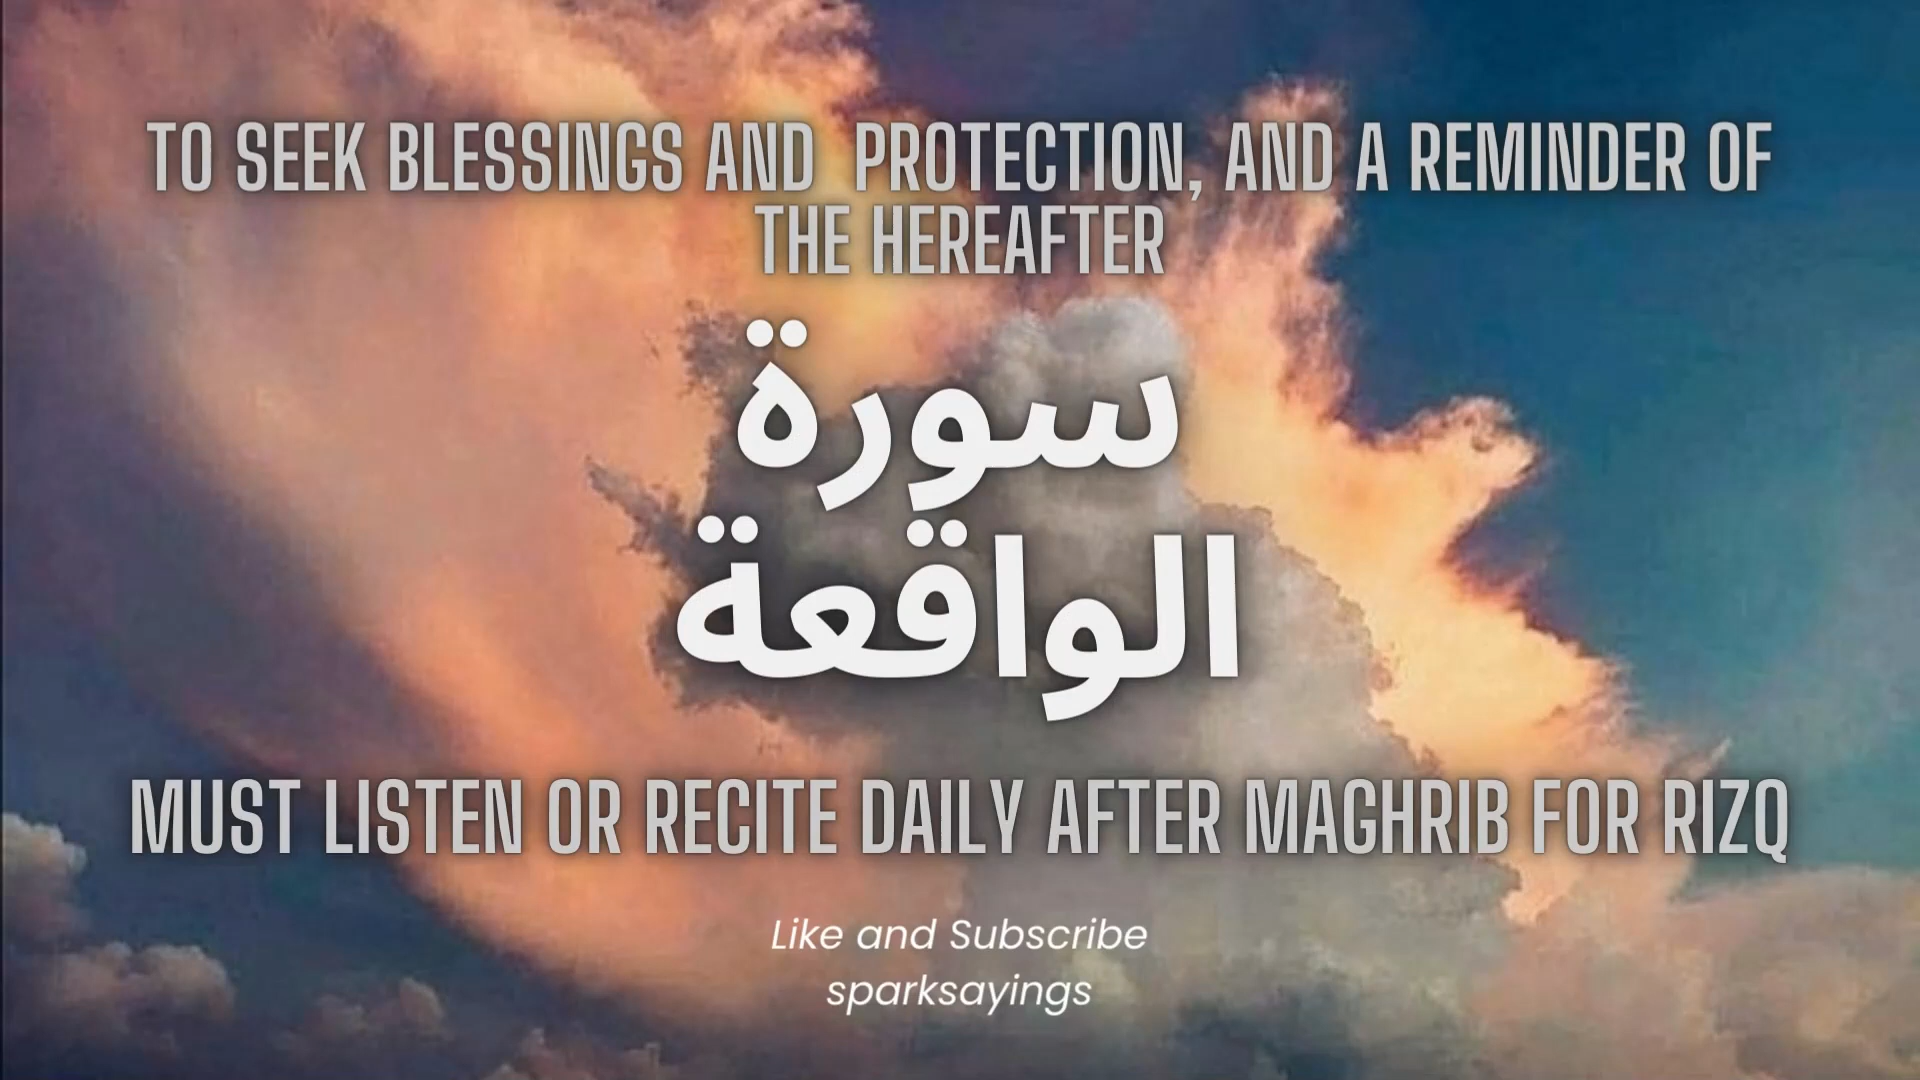 TO SEEK BLESSINGS AND PROTECTION, AND A REMINDER OF
THE HEREAFTER
سورة
الواقعة
MUST LISTEN OR RECITE DAILY AFTER MAGHRIB FOR RIZQ
Like and Subscribe
sparksayings